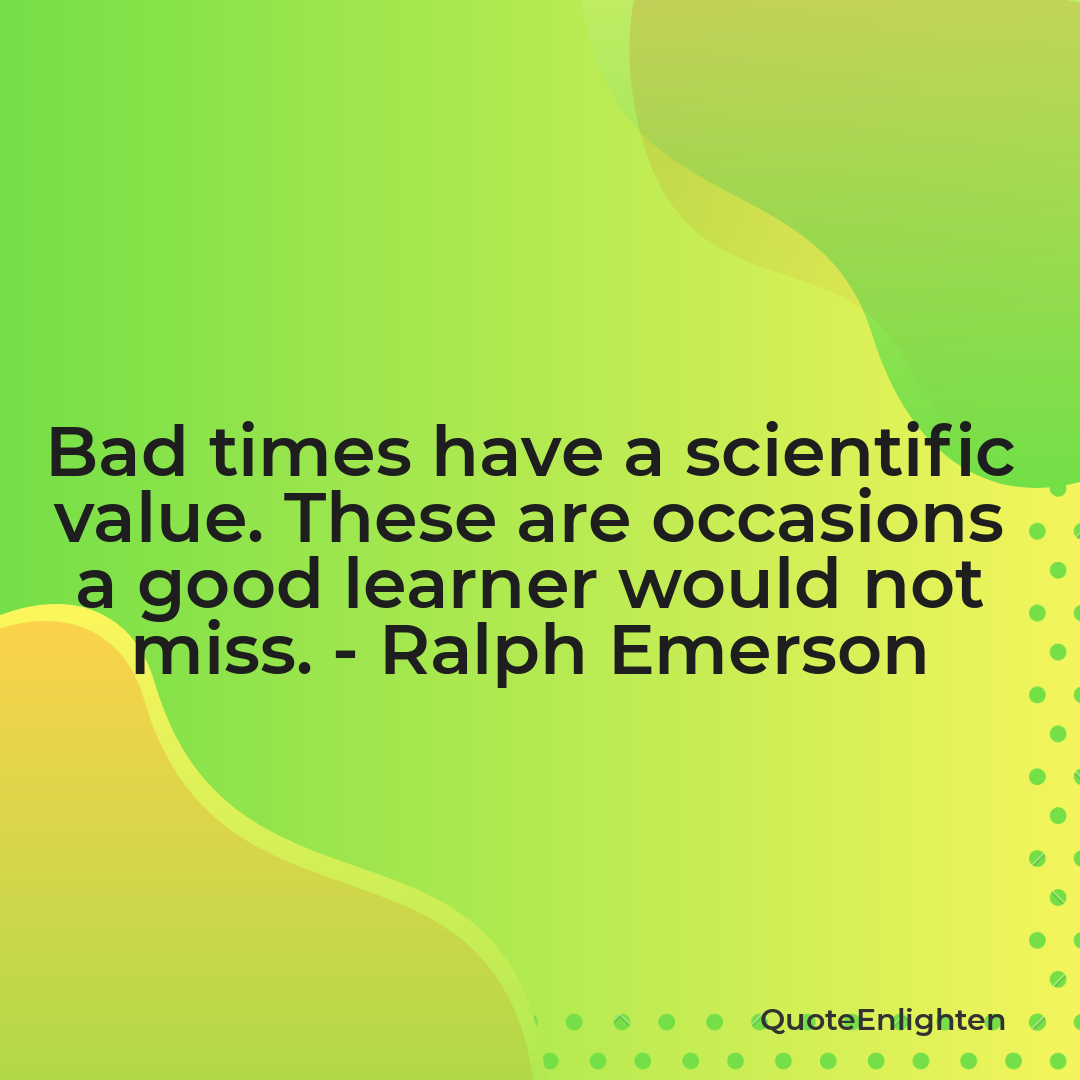 Bad times have a scientific
value. These are occasions
a good learner would not
miss. - Ralph Emerson
QuoteEnlighten